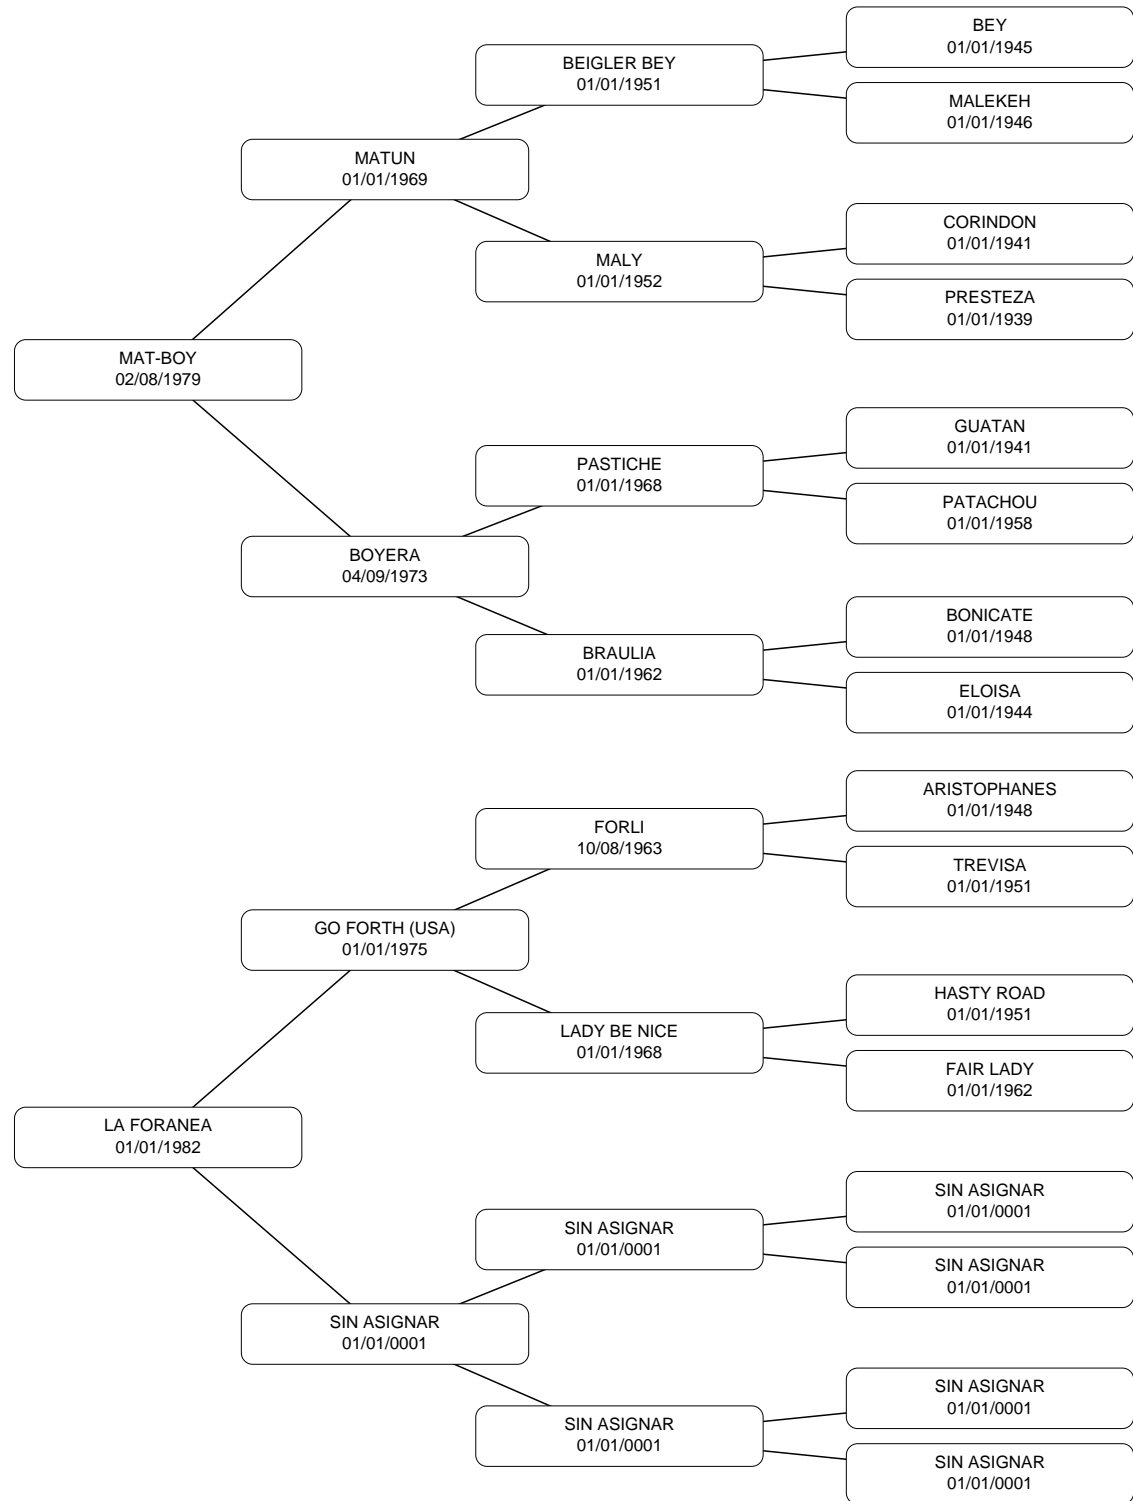 BEY
01/01/1945
BEIGLER BEY
01/01/1951
MALEKEH
01/01/1946
MATUN
01/01/1969
CORINDON
01/01/1941
MALY
01/01/1952
PRESTEZA
01/01/1939
MAT-BOY
02/08/1979
GUATAN
01/01/1941
PASTICHE
01/01/1968
PATACHOU
01/01/1958
BOYERA
04/09/1973
BONICATE
01/01/1948
BRAULIA
01/01/1962
ELOISA
01/01/1944
ARISTOPHANES
01/01/1948
FORLI
10/08/1963
TREVISA
01/01/1951
GO FORTH (USA)
01/01/1975
HASTY ROAD
01/01/1951
LADY BE NICE
01/01/1968
FAIR LADY
01/01/1962
LA FORANEA
01/01/1982
SIN ASIGNAR
01/01/0001
SIN ASIGNAR
01/01/0001
SIN ASIGNAR
01/01/0001
SIN ASIGNAR
01/01/0001
SIN ASIGNAR
01/01/0001
SIN ASIGNAR
01/01/0001
SIN ASIGNAR
01/01/0001